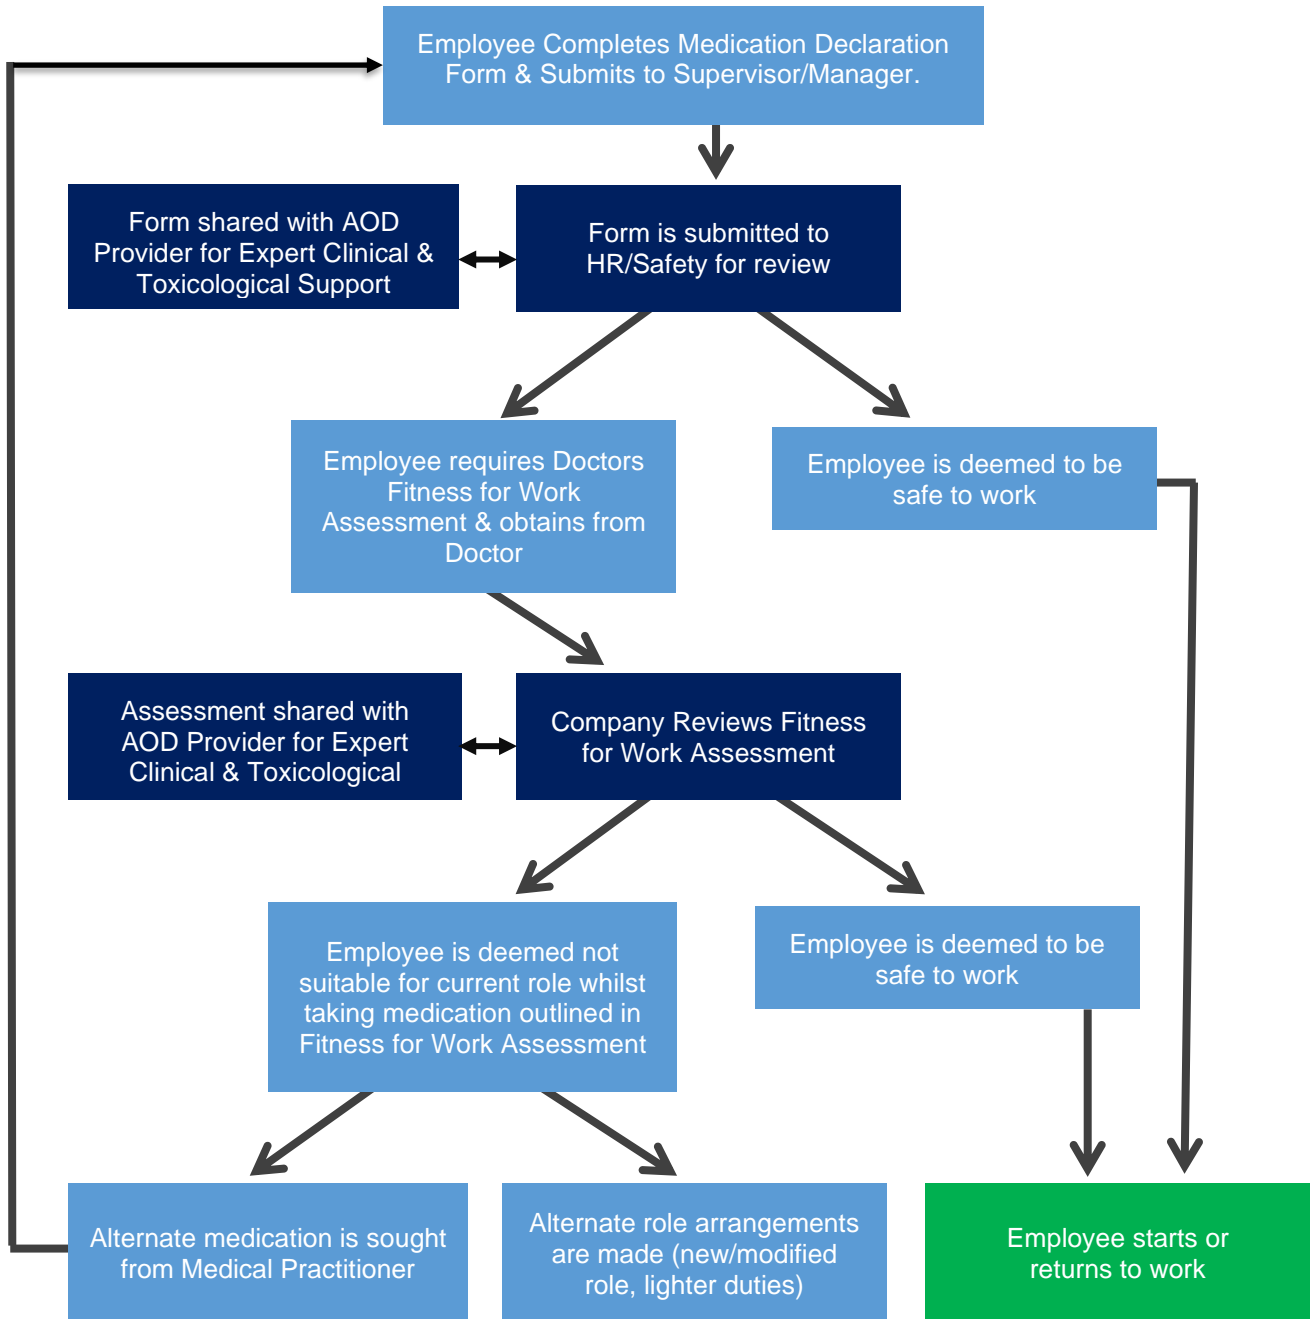 Employee Completes Medication Declaration
Form & Submits to Supervisor/Manager.
Form shared with AOD
Provider for Expert Clinical &
Toxicological Support
Form is submitted to
HR/Safety for review
Employee requires Doctors
Fitness for Work
Assessment & obtains from
Doctor
Employee is deemed to be
safe to work
Assessment shared with
AOD Provider for Expert
Clinical & Toxicological
Company Reviews Fitness
for Work Assessment
Employee is deemed not
suitable for current role whilst
taking medication outlined in
Fitness for Work Assessment
Employee is deemed to be
safe to work
Alternate medication is sought
from Medical Practitioner
Alternate role arrangements
are made (new/modified
role, lighter duties)
Employee starts or
returns to work